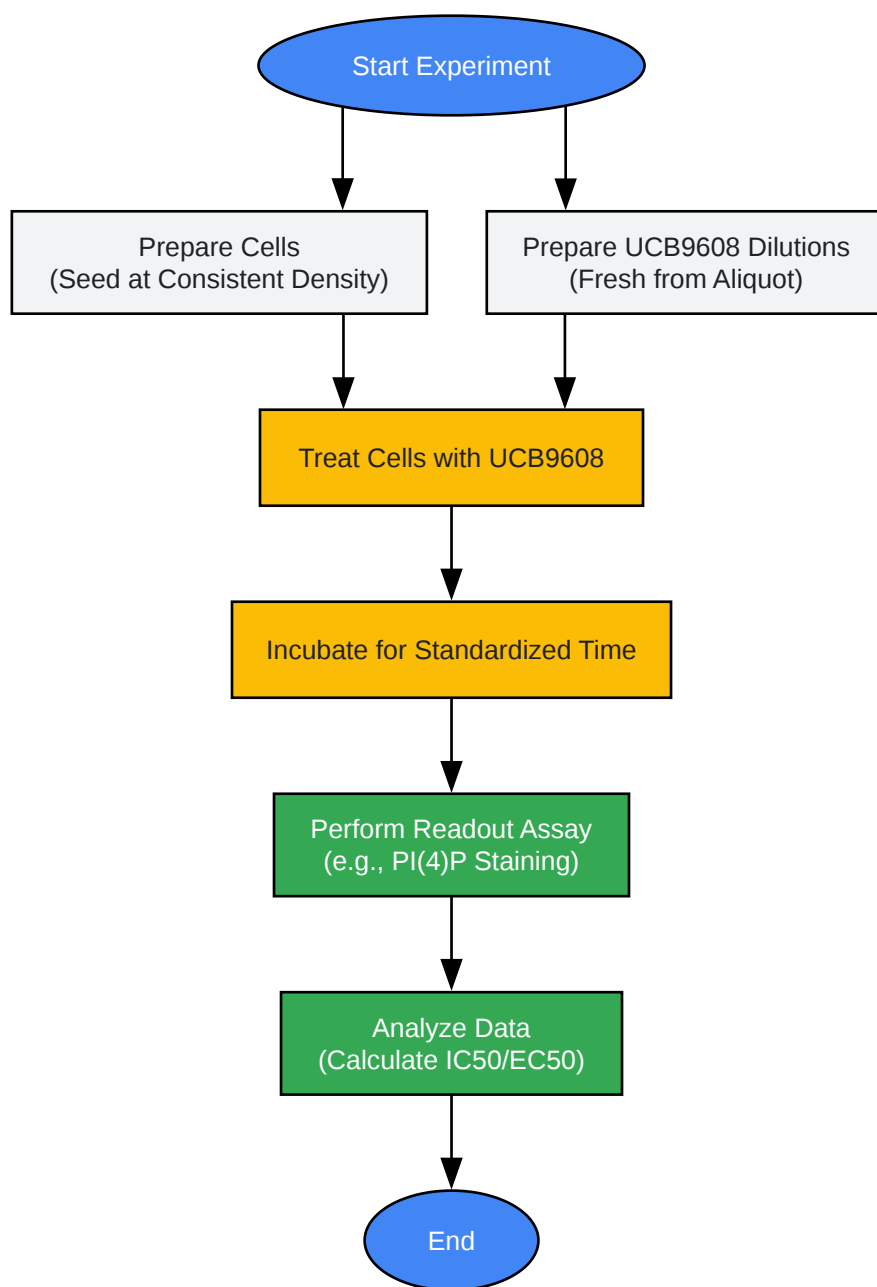 Start Experiment
Prepare Cells
(Seed at Consistent Density)
Prepare UCB9608 Dilutions
(Fresh from Aliquot)
Treat Cells with UCB9608
Incubate for Standardized Time
Perform Readout Assay
(e.g., PI(4)P Staining)
Analyze Data
(Calculate IC50/EC50)
End